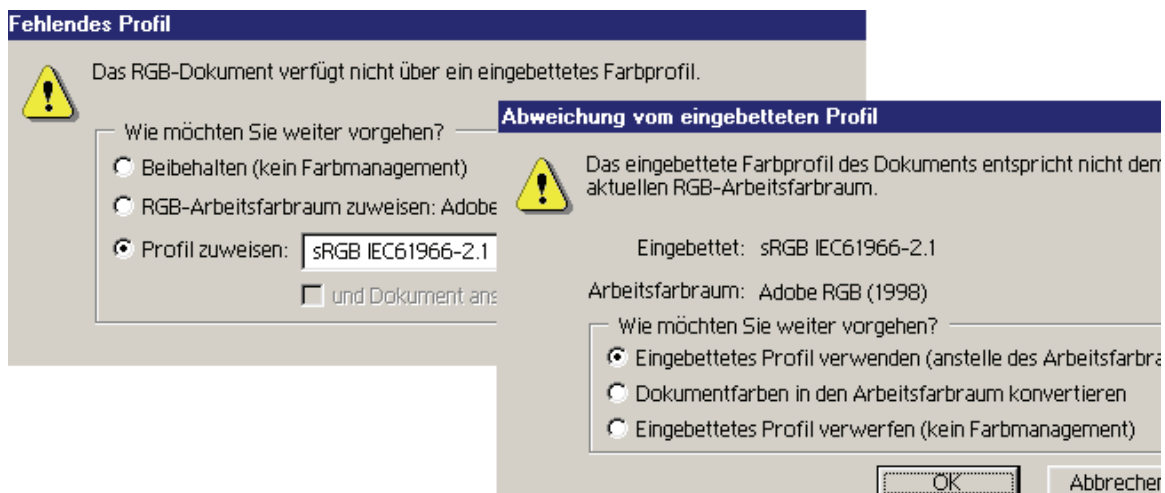 Fehlendes Profil
Das RGB-Dokument verfügt nicht über ein eingebettetes Farbprofil.
Wie möchten Sie weiter vorgehen?
Beibehalten (kein Farbmanagement)
RGB-Arbeitsfarbraum zuweisen: Adobe
Profil zuweisen: sRGB IEC61966-2.1
und Dokument
Abweichung vom eingebetteten Profil
Das eingebettete Farbprofil des Dokuments entspricht nicht dem
aktuellen RGB-Arbeitsfarbraum.
Eingebettet: sRGB IEC61966-2.1
Arbeitsfarbraum: Adobe RGB (1998)
Wie möchten Sie weiter vorgehen?
Eingebettetes Profil verwenden (anstelle des
Dokumentfarben in den Arbeitsfarbraum konvertieren
Eingebettetes Profil verwerfen (kein Farbmanagement)
OK
Abbrechen